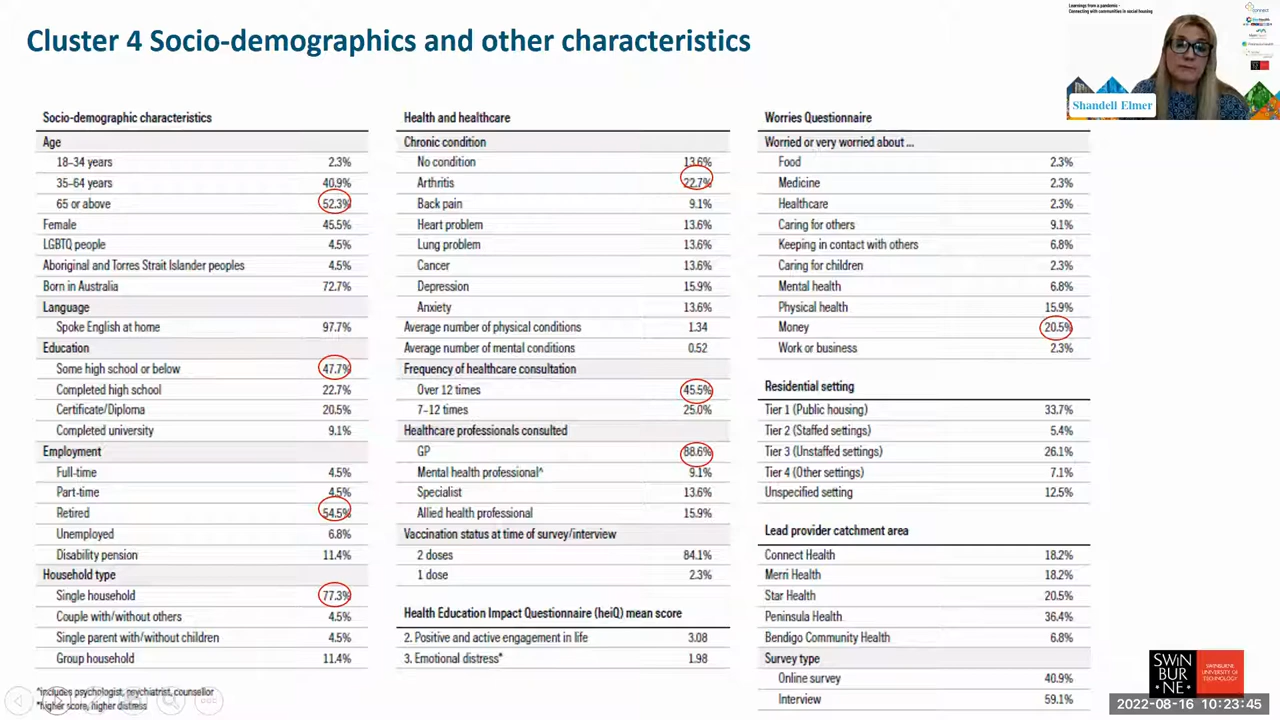 Learnings from a pandemic -
Connecting with communities in social housing
Cluster 4 Socio-demographics and other characteristics
Shandell Elmer
Socio-demographic characteristics
Age
18–34 years 2.3%
35–64 years 40.9%
65 or above 52.3%
Female 45.5%
LGBTQ people 4.5%
Aboriginal and Torres Strait Islander peoples 4.5%
Born in Australia 72.7%
Language
Spoke English at home 97.7%
Education
Some high school or below 47.7%
Completed high school 22.7%
Certificate/Diploma 20.5%
Completed university 9.1%
Employment
Full-time 4.5%
Part-time 4.5%
Retired 54.5%
Unemployed 6.8%
Disability pension 11.4%
Household type
Single household 77.3%
Couple with/without others 4.5%
Single parent with/without children 4.5%
Group household 11.4%
^includes psychologist, psychiatrist, counsellor
*higher score, higher distress
Health and healthcare
Chronic condition
No condition 13.6%
Arthritis 22.7%
Back pain 9.1%
Heart problem 13.6%
Lung problem 13.6%
Cancer 13.6%
Depression 15.9%
Anxiety 13.6%
Average number of physical conditions 1.34
Average number of mental conditions 0.52
Frequency of healthcare consultation
Over 12 times 45.5%
7–12 times 25.0%
Healthcare professionals consulted
GP 88.6%
Mental health professional^ 9.1%
Specialist 13.6%
Allied health professional 15.9%
Vaccination status at time of survey/interview
2 doses 84.1%
1 dose 2.3%
Health Education Impact Questionnaire (heiQ) mean score
2. Positive and active engagement in life 3.08
3. Emotional distress* 1.98
Worries Questionnaire
Worried or very worried about ...
Food 2.3%
Medicine 2.3%
Healthcare 2.3%
Caring for others 9.1%
Keeping in contact with others 6.8%
Caring for children 2.3%
Mental health 6.8%
Physical health 15.9%
Money 20.5%
Work or business 2.3%
Residential setting
Tier 1 (Public housing) 33.7%
Tier 2 (Staffed settings) 5.4%
Tier 3 (Unstaffed settings) 26.1%
Tier 4 (Other settings) 7.1%
Unspecified setting 12.5%
Lead provider catchment area
Connect Health 18.2%
Merri Health 18.2%
Star Health 20.5%
Peninsula Health 36.4%
Bendigo Community Health 6.8%
Survey type
Online survey 40.9%
Interview 59.1%
SWIN
BUR
NE
SWINBURNE
UNIVERSITY OF
TECHNOLOGY
2022-08-16 10:23:45